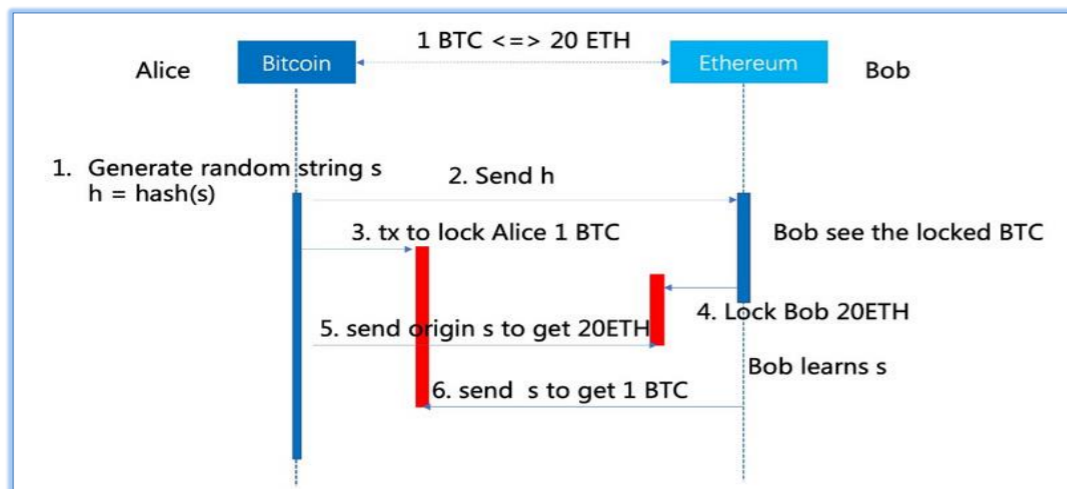 1 BTC <=> 20 ETH
Alice
Bitcoin
Ethereum
Bob
1. Generate random string s
h = hash(s)
2. Send h
3. tx to lock Alice 1 BTC
Bob see the locked BTC
4. Lock Bob 20ETH
5. send origin s to get 20ETH
Bob learns s
6. send s to get 1 BTC